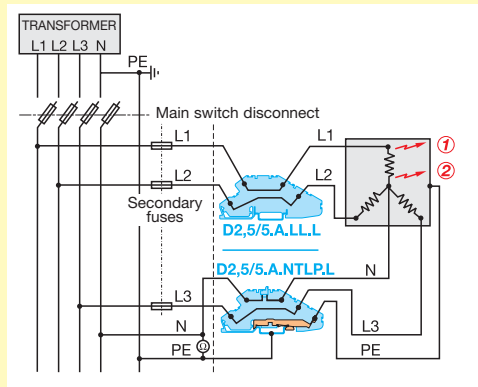 TRANSFORMER
L1 L2 L3 N
PE
Main switch disconnect
L1
L1
①
L2
L2
②
Secondary
fuses
D2,5/5.A.LL.L
D2,5/5.A.NTLP.L
N
L3
N
L3
Ω
PE
PE